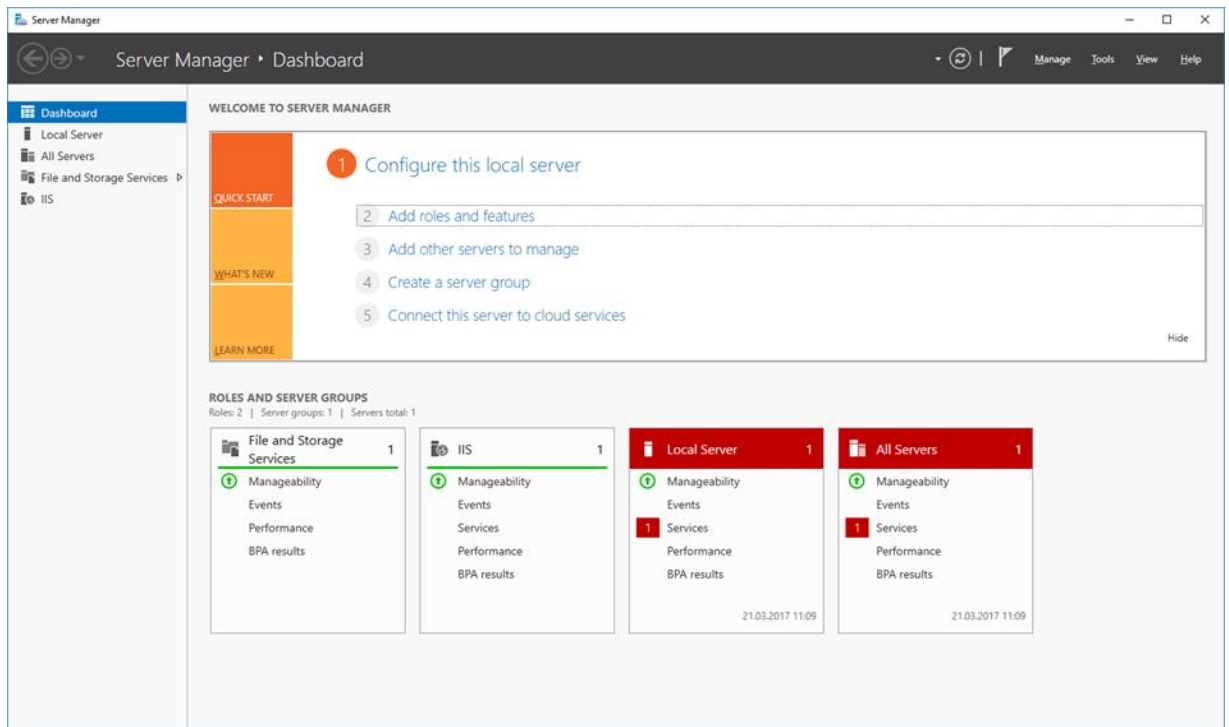 Server Manager
Server Manager • Dashboard
Manage Tools View Help
Dashboard
Local Server
All Servers
File and Storage Services
IIS
WELCOME TO SERVER MANAGER
QUICK START
WHAT'S NEW
LEARN MORE
1 Configure this local server
2 Add roles and features
3 Add other servers to manage
4 Create a server group
5 Connect this server to cloud services
Hide
ROLES AND SERVER GROUPS
Roles: 2 | Server groups: 1 | Servers total: 1
File and Storage
Services
1
Manageability
Events
Performance
BPA results
IIS 1
Manageability
Events
Services
Performance
BPA results
Local Server 1
Manageability
Events
1 Services
Performance
BPA results
21.03.2017 11:09
All Servers 1
Manageability
Events
1 Services
Performance
BPA results
21.03.2017 11:09